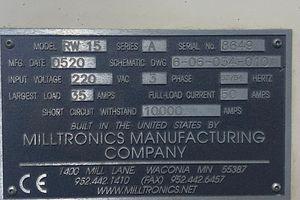 MODEL RW 15 SERIES A SERIAL No. 8649
MFG DATE 0520 SCHEMATIC DWG 6-06-054-010
INPUT VOLTAGE 220 VAC 3 PHASE HERTZ
LARGEST LOAD 35 AMPS FULL-LOAD CURRENT 50 AMPS
SHORT CIRCUIT WITHSTAND 10000 AMPS
BUILT IN THE UNITED STATES BY
MILLTRONICS MANUFACTURING
COMPANY
1400 MILL LANE WACONIA MN 55387
952.442.1410 (FAX) 952.442.6457
WWW.MILLTRONICS.NET
CE